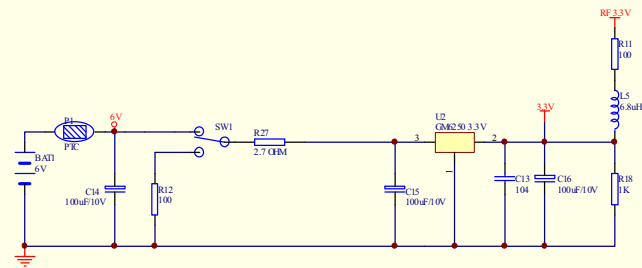 RF 3.3V
R11
100
L5
6.8uH
P1
PTC
6V
SW1
R27
2.7 OHM
U2
GM6250 3.3V
3
2
1
3.3V
BAT1
6V
C14
100uF/10V
R12
100
C15
100uF/10V
C13
104
C16
100uF/10V
R18
1K